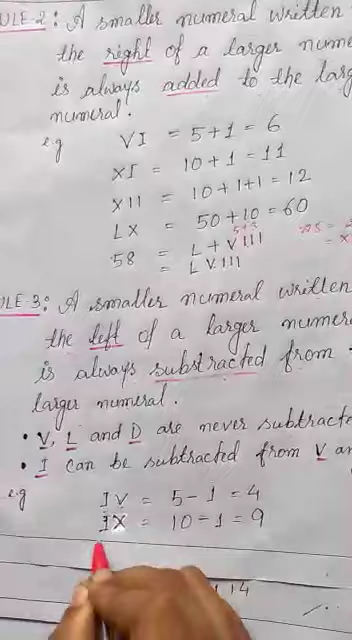 ULE-2: A smaller numeral written
the right of a larger nume
is always added to the larg
numeral.
e.g VI = 5+1 = 6
XI = 10+1 = 11
XII = 10+1+1 = 12
LX = 50+10 = 60
5+3
58 = L+VIII
= LVIII
ULE-3: A smaller numeral written
the left of a larger numer
is always substracted from
larger numeral.
• V, L and D are never subtracte
• I can be subtracted from V an
e.g IV = 5-1 = 4
IX = 10-1 = 9
14